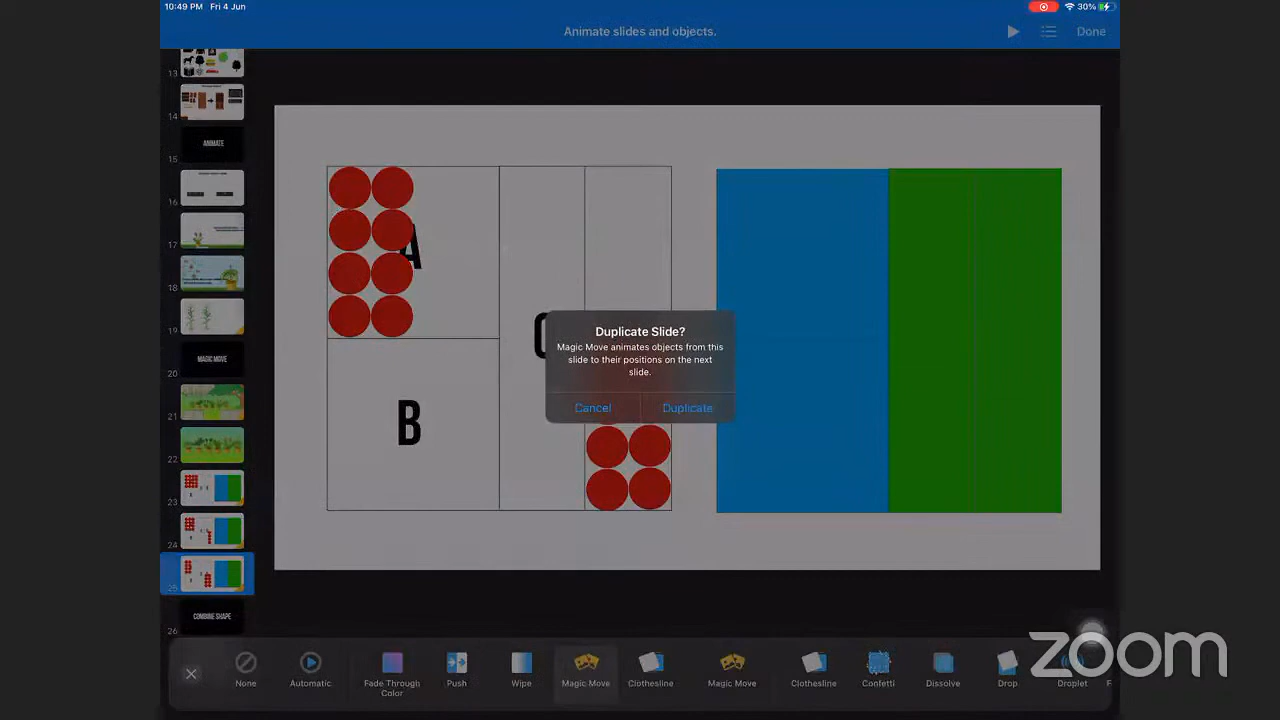 10:49 PM Fri 4 Jun
30%
Animate slides and objects.
Done
13
14
ANIMATE
15
16
17
18
19
MAGIC MOVE
20
21
22
23
24
25
COMBINE SHAPE
26
A
B
Duplicate Slide?
Magic Move animates objects from this
slide to their positions on the next
slide.
Cancel
Duplicate
None
Automatic
Fade Through
Color
Push
Wipe
Magic Move
Clothesline
Magic Move
Clothesline
Confetti
Dissolve
Drop
Droplet
F
zoom